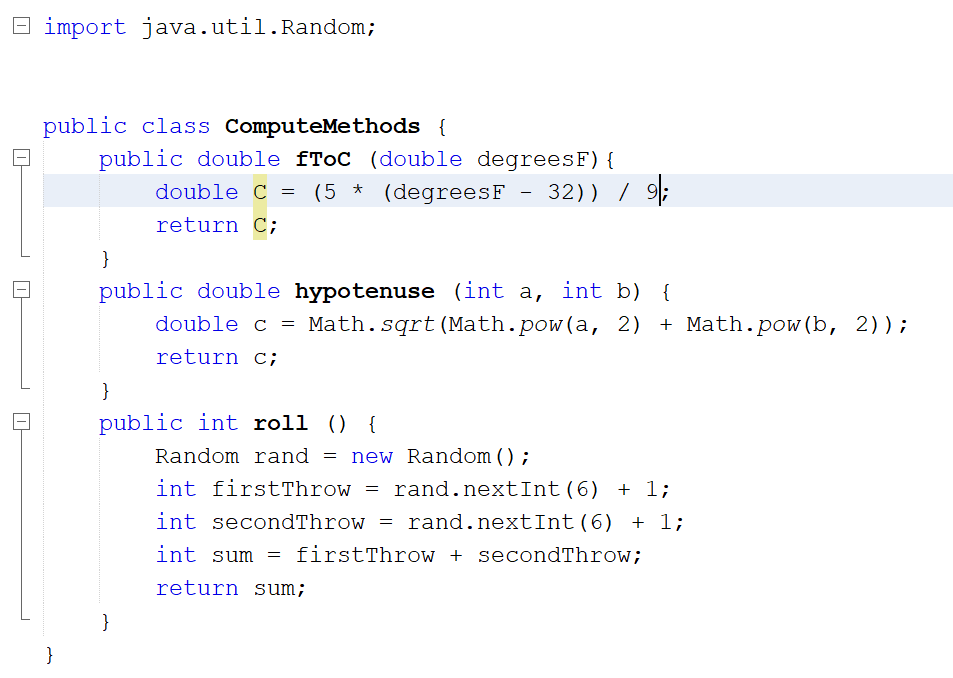 import java.util.Random;
public class ComputeMethods {
    public double fToC (double degreesF){
        double C = (5 * (degreesF - 32)) / 9;
        return C;
    }
    public double hypotenuse (int a, int b) {
        double c = Math.sqrt(Math.pow(a, 2) + Math.pow(b, 2));
        return c;
    }
    public int roll () {
        Random rand = new Random();
        int firstThrow = rand.nextInt(6) + 1;
        int secondThrow = rand.nextInt(6) + 1;
        int sum = firstThrow + secondThrow;
        return sum;
    }
}